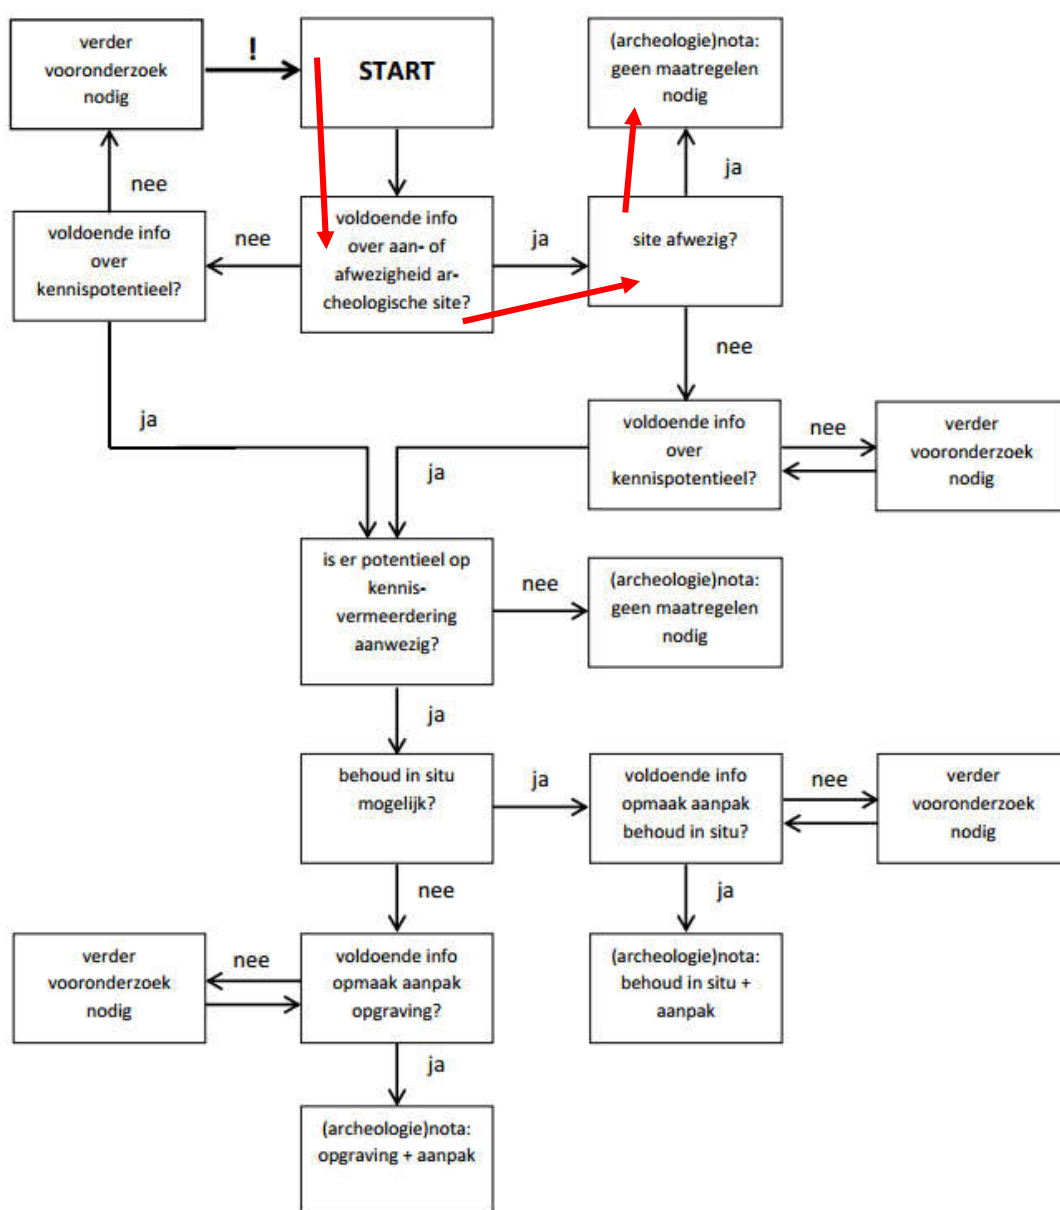 verder
vooronderzoek
nodig
!
START
(archeologie)nota:
geen maatregelen
nodig
nee
ja
voldoende info
over
kennispotentieel?
nee
voldoende info
over aan- of
afwezigheid ar-
cheologische site?
ja
site afwezig?
nee
ja
voldoende info
over
kennispotentieel?
nee
verder
vooronderzoek
nodig
ja
is er potentieel op
kennis-
vermeerdering
aanwezig?
nee
(archeologie)nota:
geen maatregelen
nodig
ja
behoud in situ
mogelijk?
ja
voldoende info
opmaak aanpak
behoud in situ?
nee
verder
vooronderzoek
nodig
nee
ja
verder
vooronderzoek
nodig
nee
voldoende info
opmaak aanpak
opgraving?
(archeologie)nota:
behoud in situ +
aanpak
ja
(archeologie)nota:
opgraving + aanpak